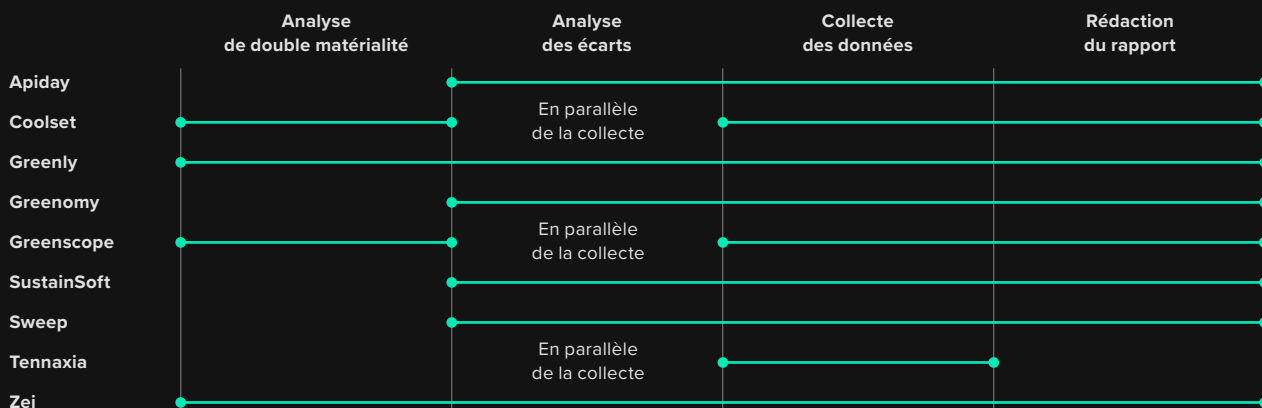 Analyse
de double matérialité
Analyse
des écarts
Collecte
des données
Rédaction
du rapport
Apiday
Coolset
En parallèle
de la collecte
Greenly
Greenomy
Greenscope
En parallèle
de la collecte
SustainSoft
Sweep
Tennaxia
En parallèle
de la collecte
Zei